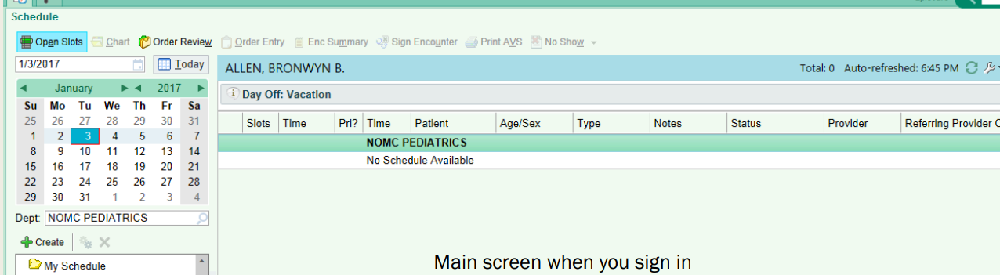 Schedule
Open Slots Chart Order Review Order Entry Enc Summary Sign Encounter Print AVS No Show
1/3/2017 Today
ALLEN, BRONWYN B. Total: 0 Auto-refreshed: 6:45 PM
January 2017
Day Off: Vacation
Su Mo Tu We Th Fr Sa
25 26 27 28 29 30 31
1 2 3 4 5 6 7
8 9 10 11 12 13 14
15 16 17 18 19 20 21
22 23 24 25 26 27 28
29 30 31 1 2 3 4
Slots Time Pri? Time Patient Age/Sex Type Notes Status Provider Referring Provider
NOMC PEDIATRICS
No Schedule Available
Dept: NOMC PEDIATRICS
Create
My Schedule
Main screen when you sign in